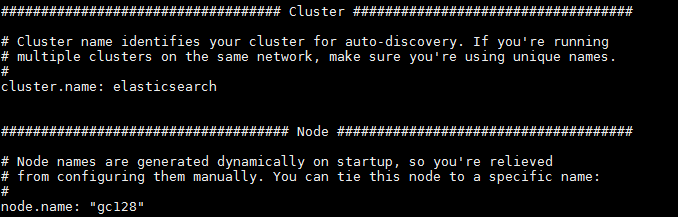 ################################### Cluster ###################################
# Cluster name identifies your cluster for auto-discovery. If you're running
# multiple clusters on the same network, make sure you're using unique names.
#
cluster.name: elasticsearch
#################################### Node #####################################
# Node names are generated dynamically on startup, so you're relieved
# from configuring them manually. You can tie this node to a specific name:
#
node.name: "gc128"